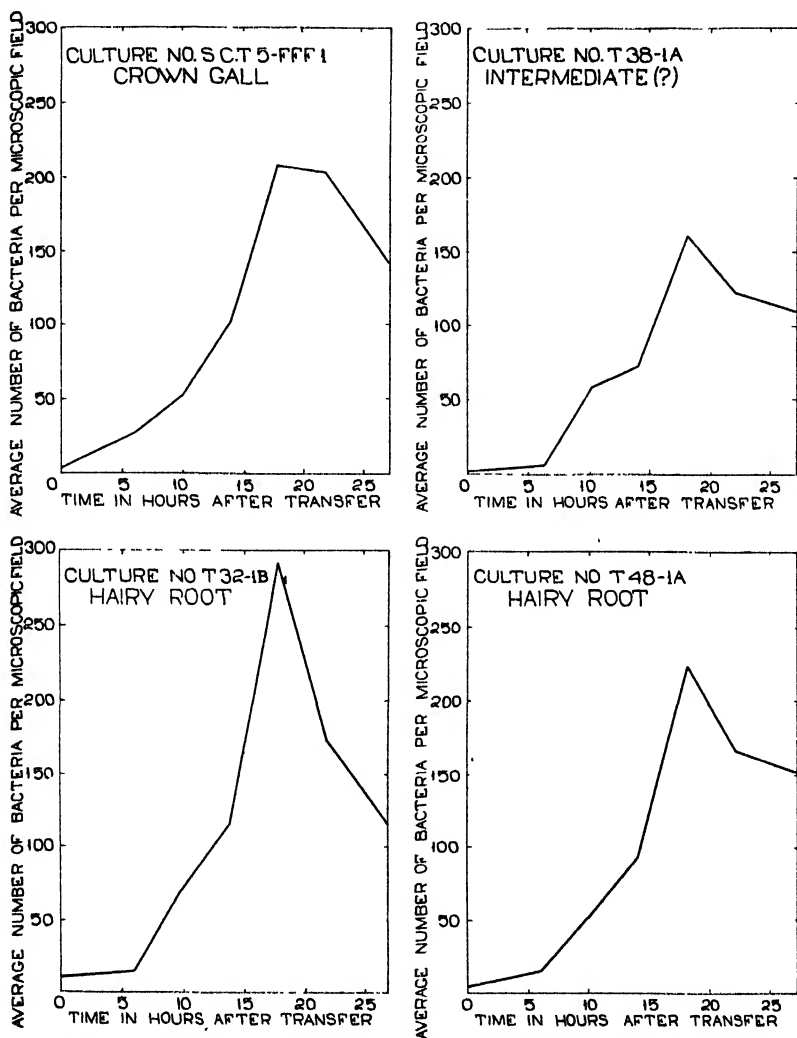 AVERAGE NUMBER OF BACTERIA PER MICROSCOPIC FIELD
300
250
200
150
100
50
CULTURE NO. S C.T 5-FFF 1
CROWN GALL
0 5 10 15 20 25
TIME IN HOURS AFTER TRANSFER
AVERAGE NUMBER OF BACTERIA PER MICROSCOPIC FIELD
300
250
200
150
100
50
CULTURE NO. T 38-1A
INTERMEDIATE (?)
0 5 10 15 20 25
TIME IN HOURS AFTER TRANSFER
AVERAGE NUMBER OF BACTERIA PER MICROSCOPIC FIELD
300
250
200
150
100
50
CULTURE NO T 32-1B
HAIRY ROOT
0 5 10 15 20 25
TIME IN HOURS AFTER TRANSFER
AVERAGE NUMBER OF BACTERIA PER MICROSCOPIC FIELD
300
250
200
150
100
50
CULTURE NO T 48-1A
HAIRY ROOT
0 5 10 15 20 25
TIME IN HOURS AFTER TRANSFER